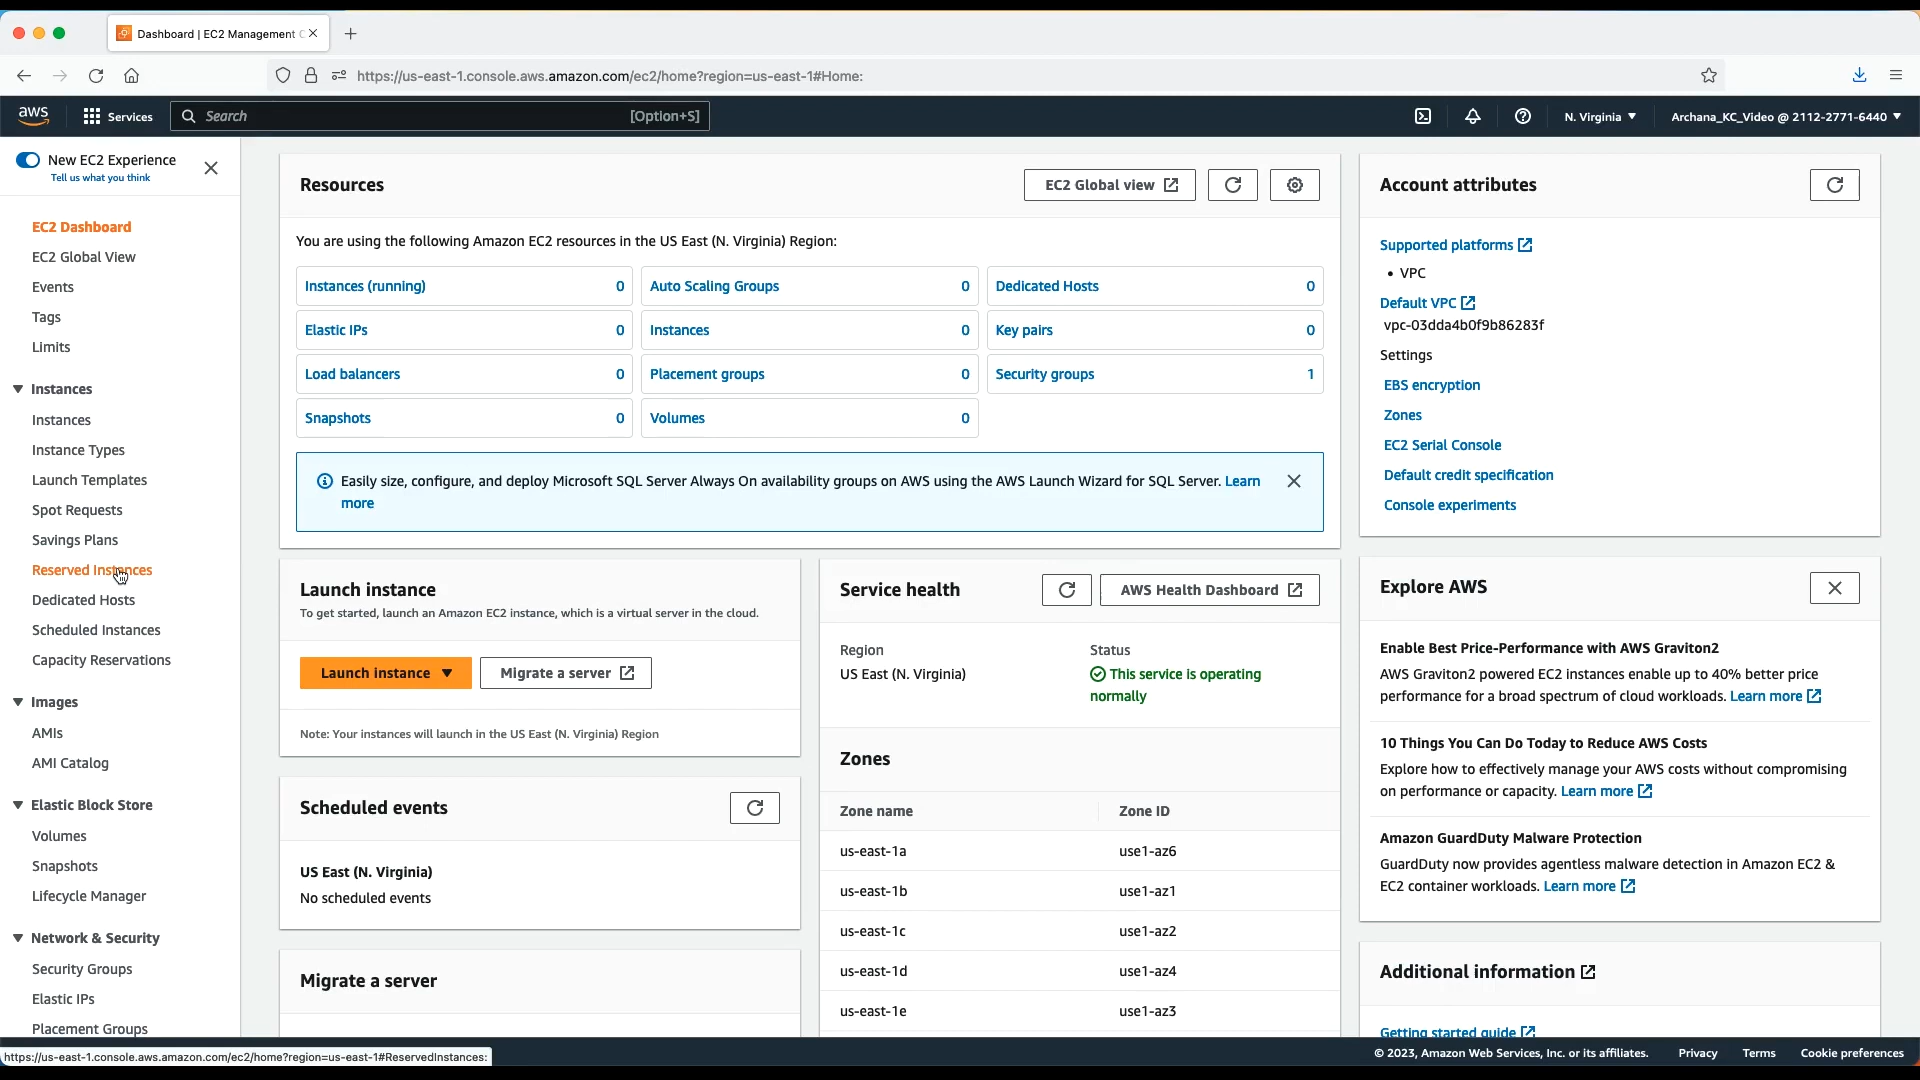 Dashboard | EC2 Management C
https://us-east-1.console.aws.amazon.com/ec2/home?region=us-east-1#Home:
aws
Services
Search
[Option+S]
N. Virginia
Archana_KC_Video @ 2112-2771-6440
New EC2 Experience
Tell us what you think
EC2 Dashboard
EC2 Global View
Events
Tags
Limits
Instances
Instances
Instance Types
Launch Templates
Spot Requests
Savings Plans
Reserved Instances
Dedicated Hosts
Scheduled Instances
Capacity Reservations
Images
AMIs
AMI Catalog
Elastic Block Store
Volumes
Snapshots
Lifecycle Manager
Network & Security
Security Groups
Elastic IPs
Placement Groups
Resources
EC2 Global view
You are using the following Amazon EC2 resources in the US East (N. Virginia) Region:
Instances (running) 0
Auto Scaling Groups 0
Dedicated Hosts 0
Elastic IPs 0
Instances 0
Key pairs 0
Load balancers 0
Placement groups 0
Security groups 1
Snapshots 0
Volumes 0
Easily size, configure, and deploy Microsoft SQL Server Always On availability groups on AWS using the AWS Launch Wizard for SQL Server. Learn
more
Launch instance
To get started, launch an Amazon EC2 instance, which is a virtual server in the cloud.
Launch instance
Migrate a server
Note: Your instances will launch in the US East (N. Virginia) Region
Scheduled events
US East (N. Virginia)
No scheduled events
Migrate a server
Service health
AWS Health Dashboard
Region
Status
US East (N. Virginia)
This service is operating
normally
Zones
Zone name
Zone ID
us-east-1a
use1-az6
us-east-1b
use1-az1
us-east-1c
use1-az2
us-east-1d
use1-az4
us-east-1e
use1-az3
Account attributes
Supported platforms
• VPC
Default VPC
vpc-03dda4b0f9b86283f
Settings
EBS encryption
Zones
EC2 Serial Console
Default credit specification
Console experiments
Explore AWS
Enable Best Price-Performance with AWS Graviton2
AWS Graviton2 powered EC2 instances enable up to 40% better price
performance for a broad spectrum of cloud workloads. Learn more
10 Things You Can Do Today to Reduce AWS Costs
Explore how to effectively manage your AWS costs without compromising
on performance or capacity. Learn more
Amazon GuardDuty Malware Protection
GuardDuty now provides agentless malware detection in Amazon EC2 &
EC2 container workloads. Learn more
Additional information
Getting started guide
https://us-east-1.console.aws.amazon.com/ec2/home?region=us-east-1#ReservedInstances:
© 2023, Amazon Web Services, Inc. or its affiliates.
Privacy
Terms
Cookie preferences